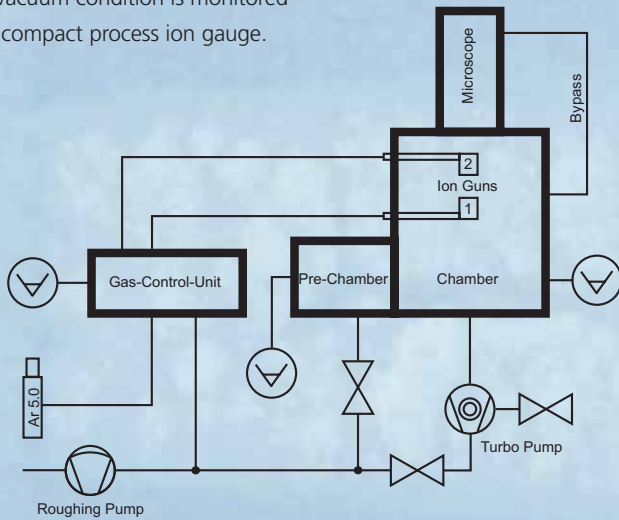 vacuum condition is monitored
compact process ion gauge.
Microscope
Bypass
2
Ion Guns
1
Gas-Control-Unit
Pre-Chamber
Chamber
Ar 5.0
Turbo Pump
Roughing Pump